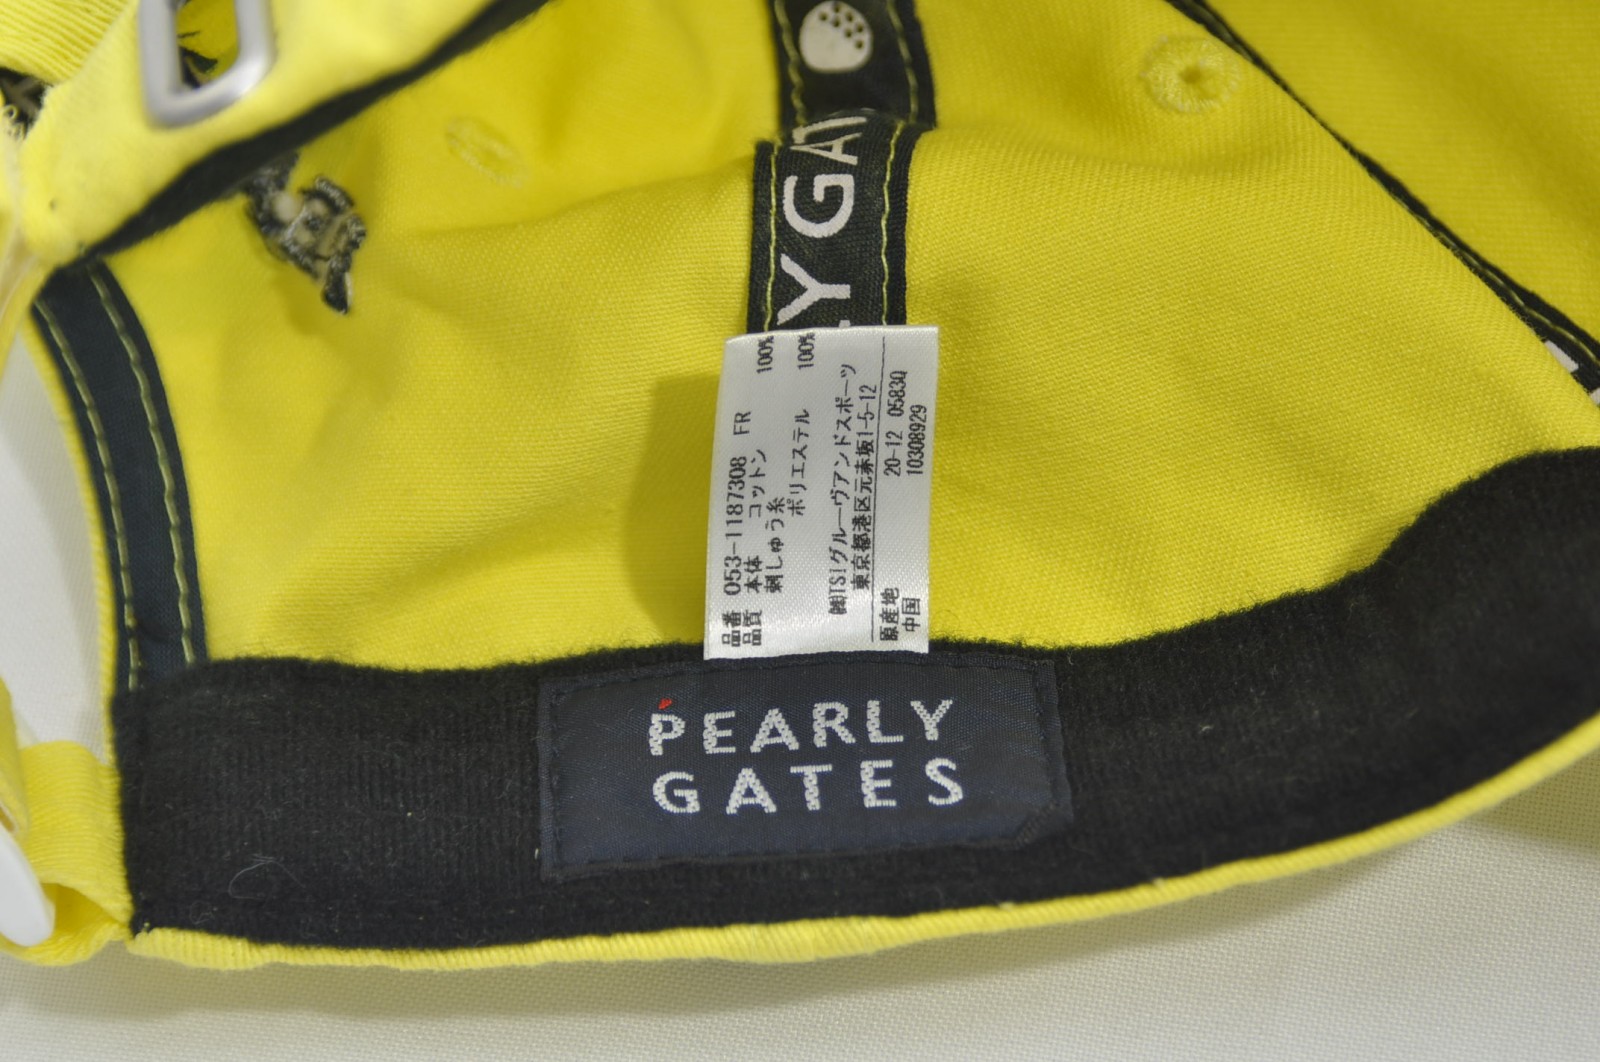 Y GAT
品番 053-1187308 FR
品質 本体 コットン 100%
刺しゅう糸
ポリエステル 100%
㈱TSIグルーヴアンドスポーツ
東京都港区元赤坂1-5-12
原産地 20-12 0583Q
中国 10308929
PEARLY
GATES